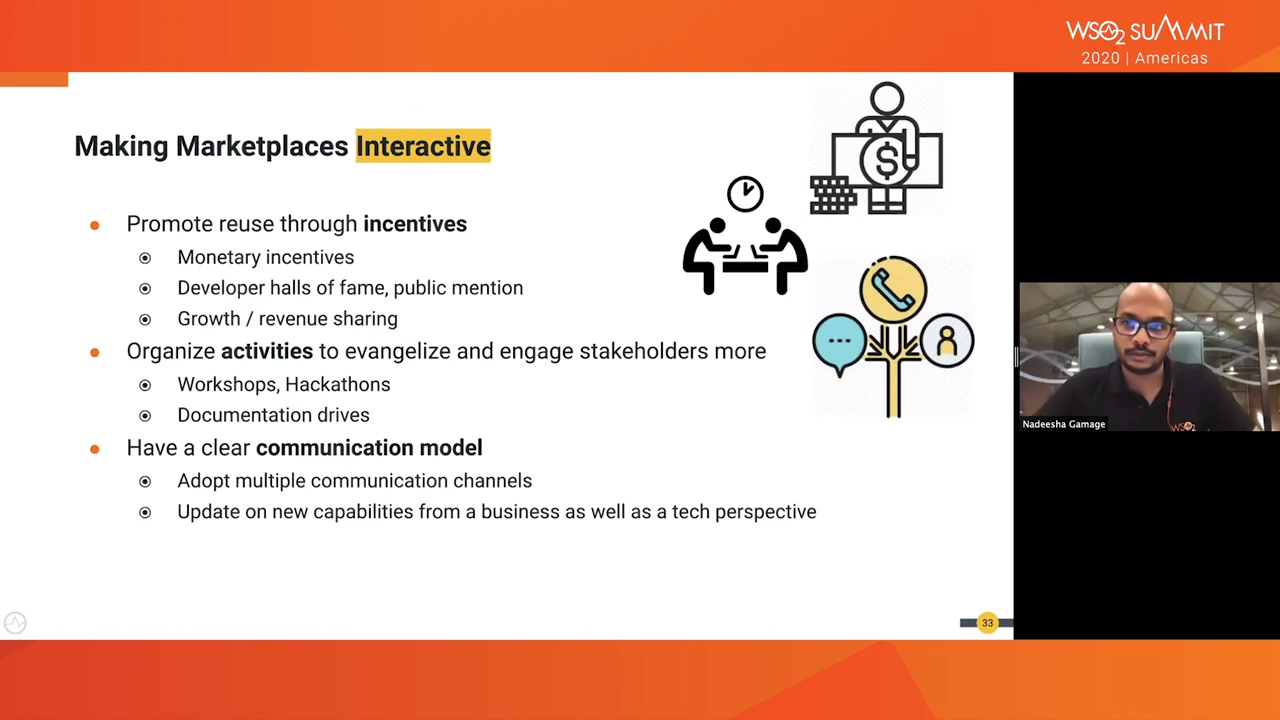 WSO2 SUMMIT
2020 | Americas
Making Marketplaces Interactive
Promote reuse through incentives
Monetary incentives
Developer halls of fame, public mention
Growth / revenue sharing
Organize activities to evangelize and engage stakeholders more
Workshops, Hackathons
Documentation drives
Have a clear communication model
Adopt multiple communication channels
Update on new capabilities from a business as well as a tech perspective
$
Nadeesha Gamage
WSO2
33